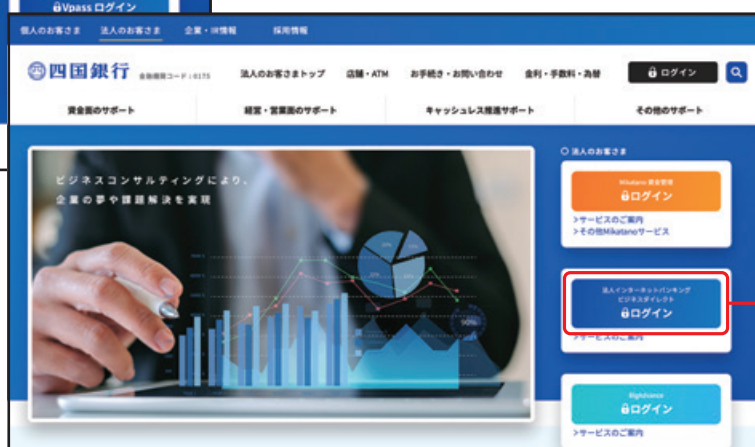 Vpass ログイン
個人のお客さま 法人のお客さま 企業・IR情報 採用情報
四国銀行 金融機関コード：0175 法人のお客さまトップ 店舗・ATM お手続き・お問い合わせ 金利・手数料・為替 ログイン
資金面のサポート 経営・営業面のサポート キャッシュレス推進サポート その他のサポート
ビジネスコンサルティングにより、
企業の夢や課題解決を実現
90%
法人のお客さま
Mikatano 資金管理
ログイン
>サービスのご案内
>その他Mikatanoサービス
法人インターネットバンキング
ビジネスダイレクト
ログイン
>サービスのご案内
ログイン
>サービスのご案内